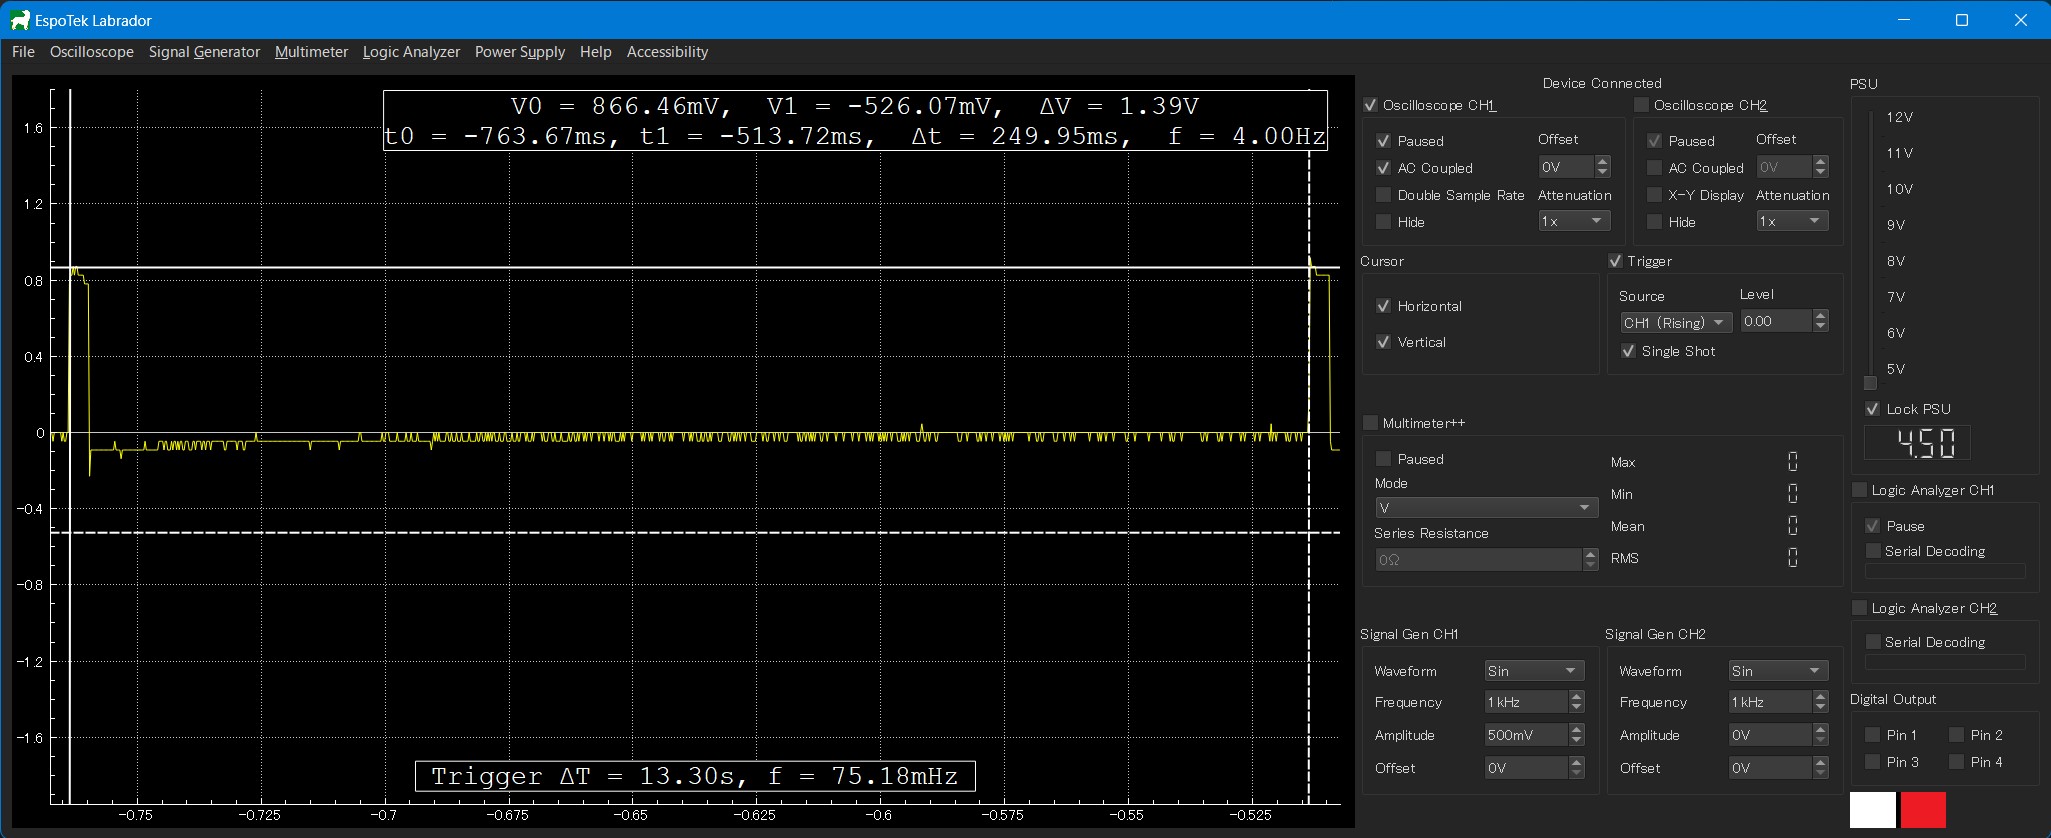 EspoTek Labrador
File Oscilloscope Signal Generator Multimeter Logic Analyzer Power Supply Help Accessibility
V0 = 866.46mV, V1 = -526.07mV, ΔV = 1.39V
t0 = -763.67ms, t1 = -513.72ms, Δt = 249.95ms, f = 4.00Hz
1.6
1.2
0.8
0.4
0
-0.4
-0.8
-1.2
-1.6
Trigger ΔT = 13.30s, f = 75.18mHz
-0.75 -0.725 -0.7 -0.675 -0.65 -0.625 -0.6 -0.575 -0.55 -0.525
Device Connected
Oscilloscope CH1
Paused Offset
AC Coupled 0V
Double Sample Rate Attenuation
Hide 1x
Oscilloscope CH2
Paused Offset
AC Coupled 0V
X-Y Display Attenuation
Hide 1x
Cursor
Horizontal
Vertical
Trigger
Source Level
CH1 (Rising) 0.00
Single Shot
Multimeter++
Paused
Mode
V
Series Resistance
0Ω
Max 0
Min 0
Mean 0
RMS 0
Signal Gen CH1
Waveform Sin
Frequency 1kHz
Amplitude 500mV
Offset 0V
Signal Gen CH2
Waveform Sin
Frequency 1kHz
Amplitude 0V
Offset 0V
PSU
12V
11V
10V
9V
8V
7V
6V
5V
Lock PSU
4.50
Logic Analyzer CH1
Pause
Serial Decoding
Logic Analyzer CH2
Serial Decoding
Digital Output
Pin 1 Pin 2
Pin 3 Pin 4